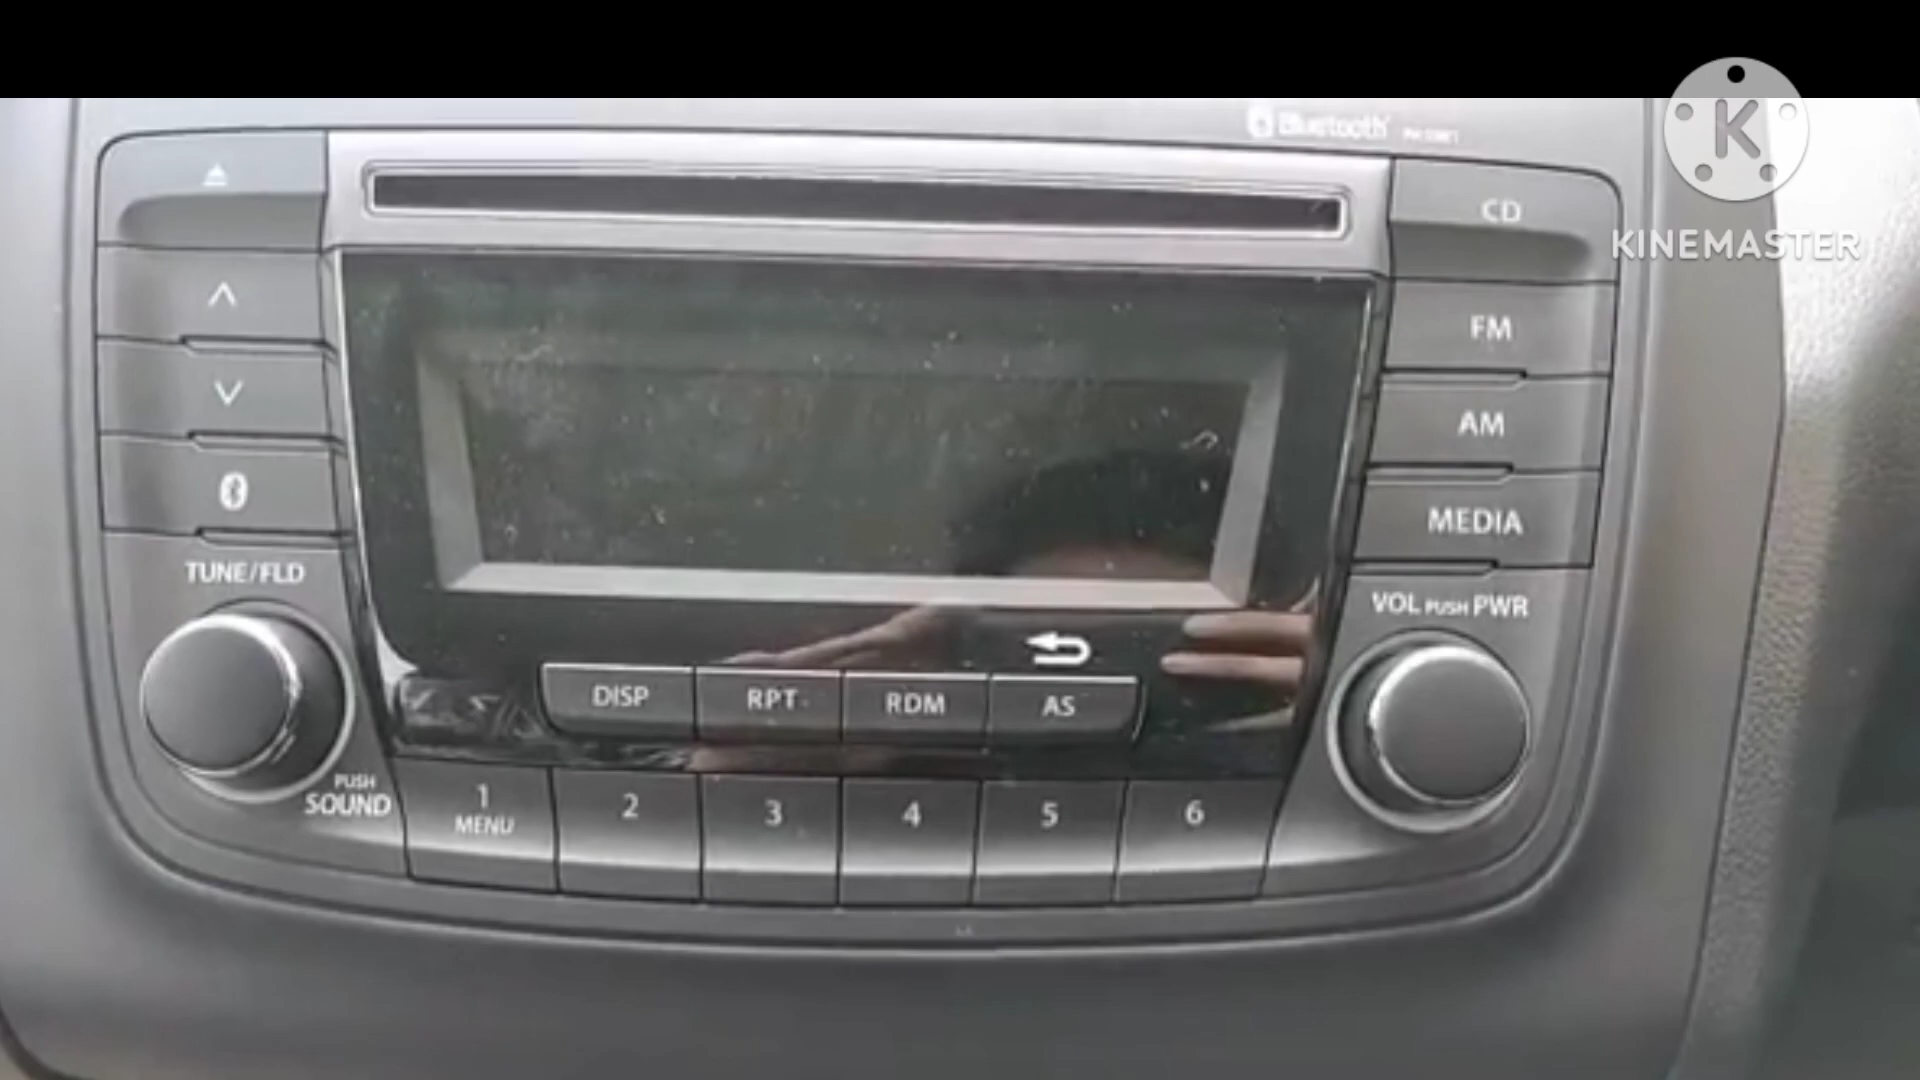 Bluetooth
K
CD
KINEMASTER
FM
AM
MEDIA
TUNE/FLD
VOL PUSH PWR
DISP
RPT
RDM
AS
PUSH
SOUND
1
MENU
2
3
4
5
6